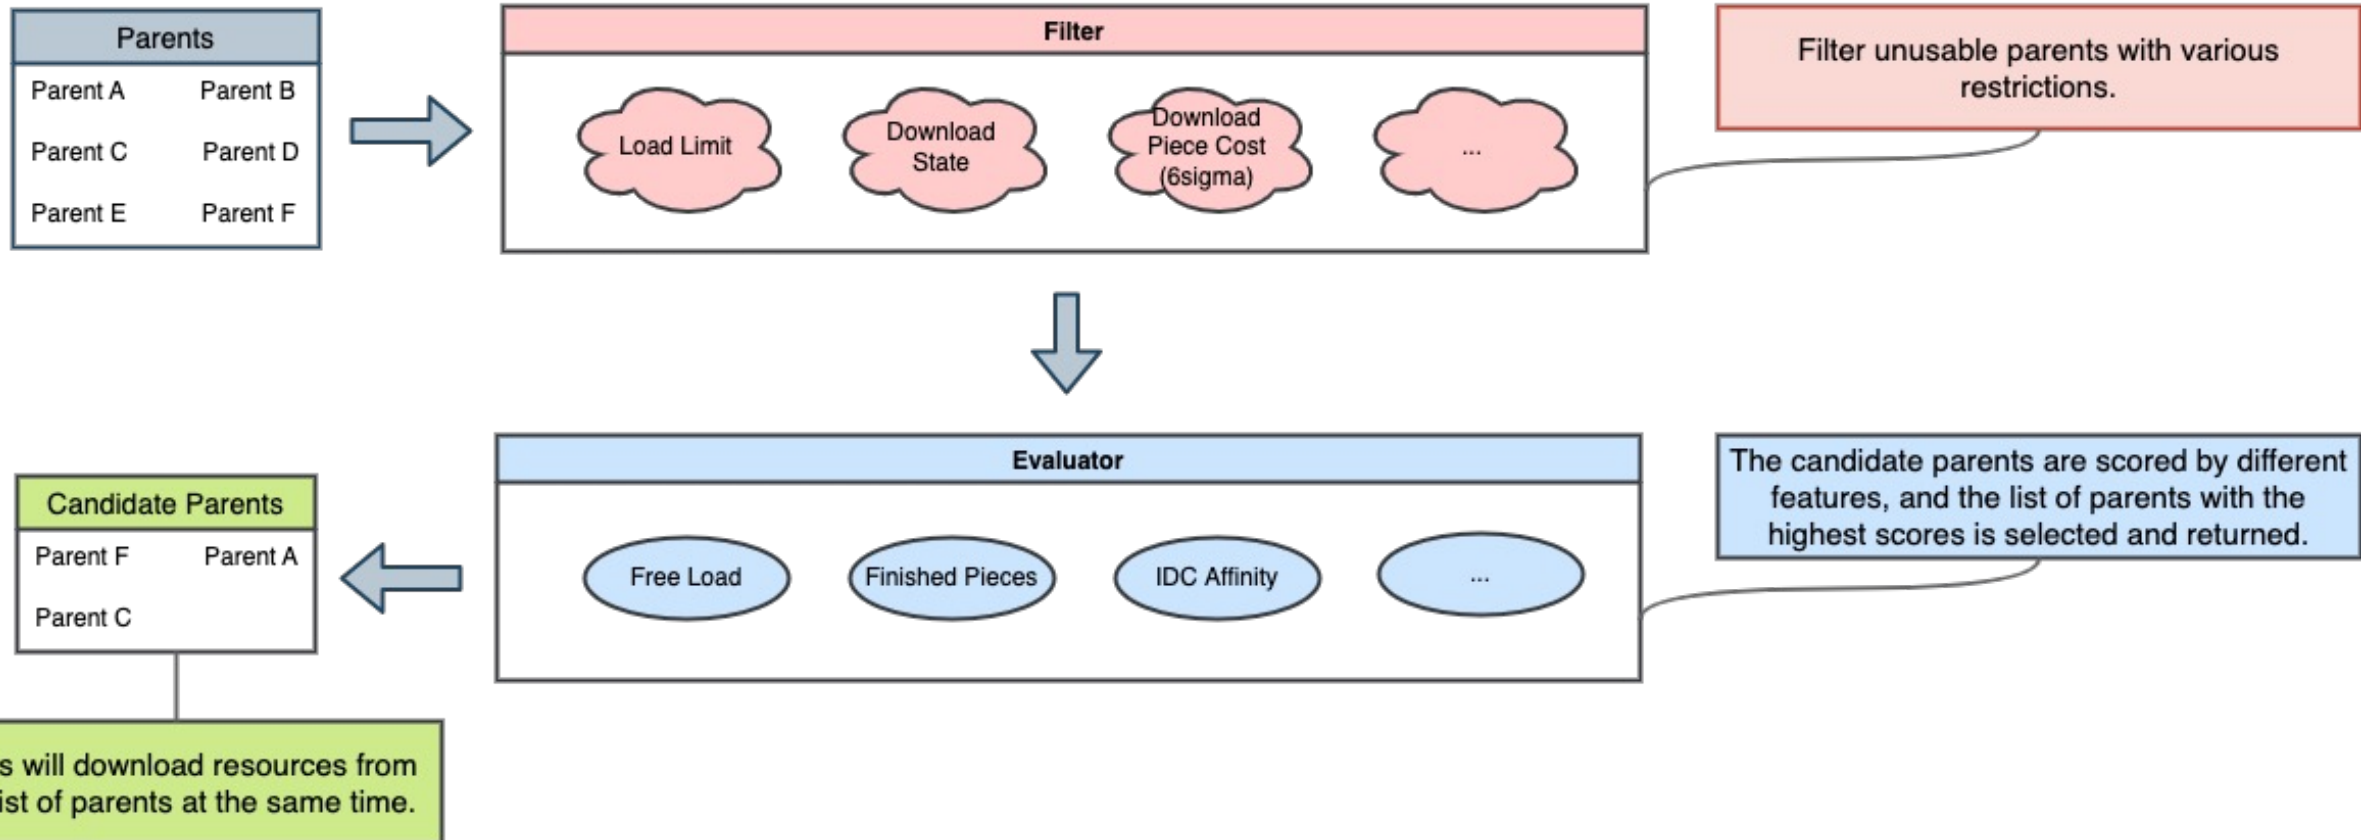 Parents
Parent A Parent B
Parent C Parent D
Parent E Parent F
Filter
Load Limit
Download
State
Download
Piece Cost
(6sigma)
...
Filter unusable parents with various
restrictions.
Evaluator
Free Load
Finished Pieces
IDC Affinity
...
The candidate parents are scored by different
features, and the list of parents with the
highest scores is selected and returned.
Candidate Parents
Parent F Parent A
Parent C
will download resources from
of parents at the same time.